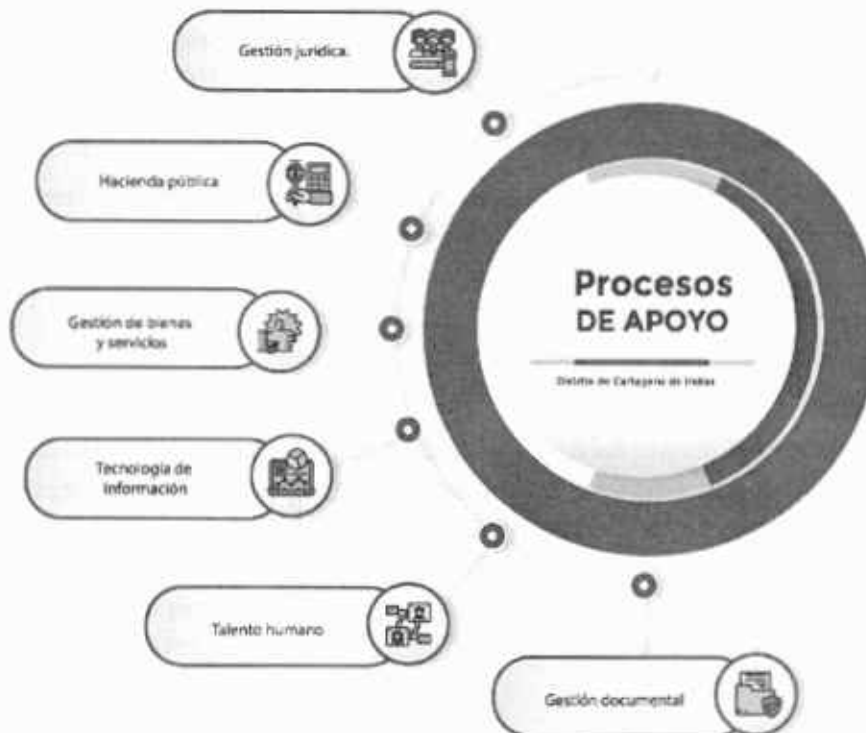 Gestión jurídica.
Hacienda pública
Gestión de bienes
y servicios
Tecnología de
información
Talento humano
Gestión documental
Procesos
DE APOYO
Distrito de Cartagena de Indias